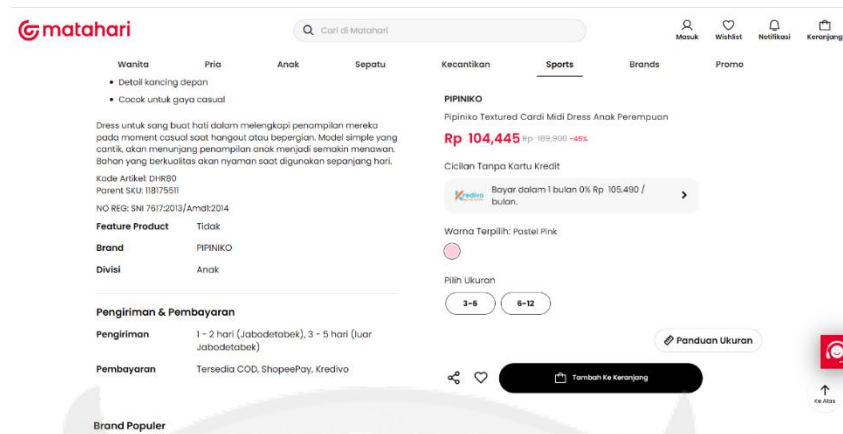 matahari
Cari di Matahari
Masuk
Wishlist
Notifikasi
Keranjang
Wanita
Pria
Anak
Sepatu
Kecantikan
Sports
Brands
Promo
• Detail kancing depan
• Cocok untuk gaya casual
Dress untuk sang buat hati dalam melengkapi penampilan mereka
pada moment casual saat hangout atau bepergian. Model simple yang
cantik, akan menunjang penampilan anak menjadi semakin menawan.
Bahan yang berkualitas akan nyaman saat digunakan sepanjang hari.
Kode Artikel: DHR80
Parent SKU: 118175511
NO REG: SNI 7617:2013/Amd1:2014
Feature Product Tidak
Brand PIPINIKO
Divisi Anak
Pengiriman & Pembayaran
Pengiriman 1 - 2 hari (Jabodetabek), 3 - 5 hari (luar
Jabodetabek)
Pembayaran Tersedia COD, ShopeePay, Kredivo
Brand Populer
PIPINIKO
Pipiniko Textured Cardi Midi Dress Anak Perempuan
Rp 104,445 Rp 189,900 -45%
Cicilan Tanpa Kartu Kredit
Kredivo
Bayar dalam 1 bulan 0% Rp 105.490 /
bulan.
Warna Terpilih: Pastel Pink
Pilih Ukuran
3-6
6-12
Panduan Ukuran
Tambah Ke Keranjang
Ke Atas